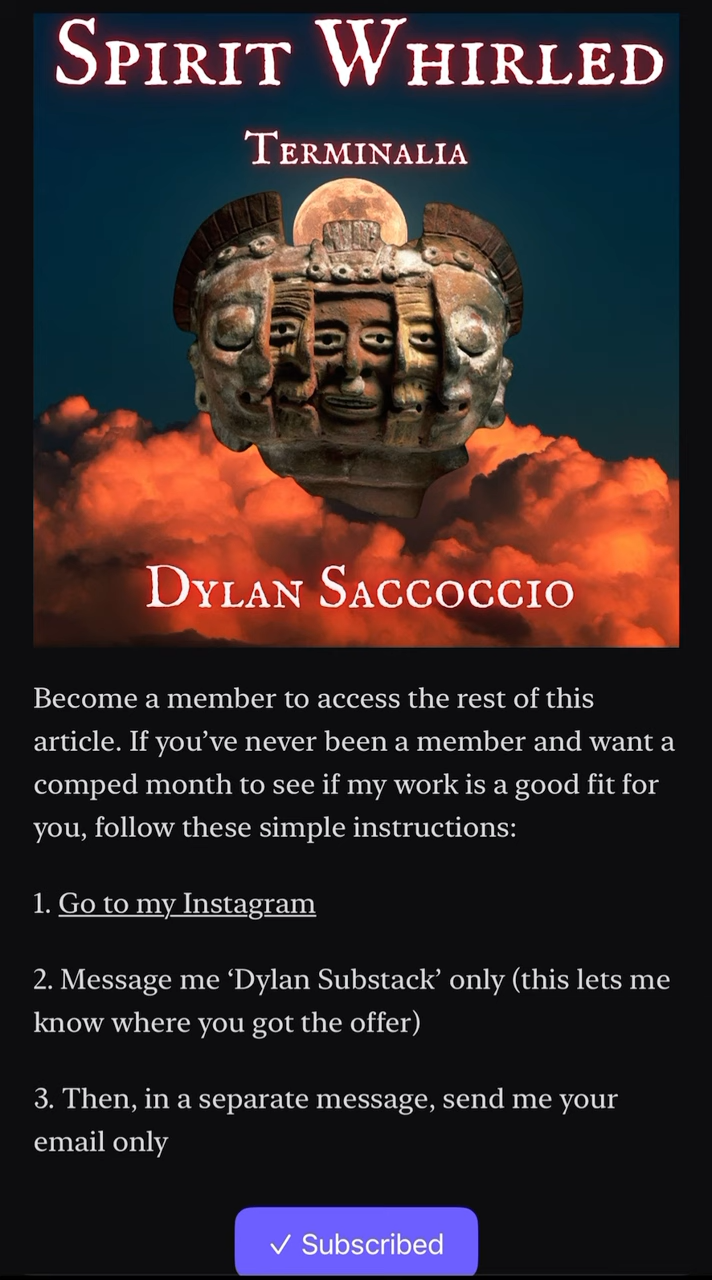 Spirit Whirled
Terminalia
Dylan Saccoccio
Become a member to access the rest of this
article. If you’ve never been a member and want a
comped month to see if my work is a good fit for
you, follow these simple instructions:
1. Go to my Instagram
2. Message me ‘Dylan Substack’ only (this lets me
know where you got the offer)
3. Then, in a separate message, send me your
email only
✓ Subscribed